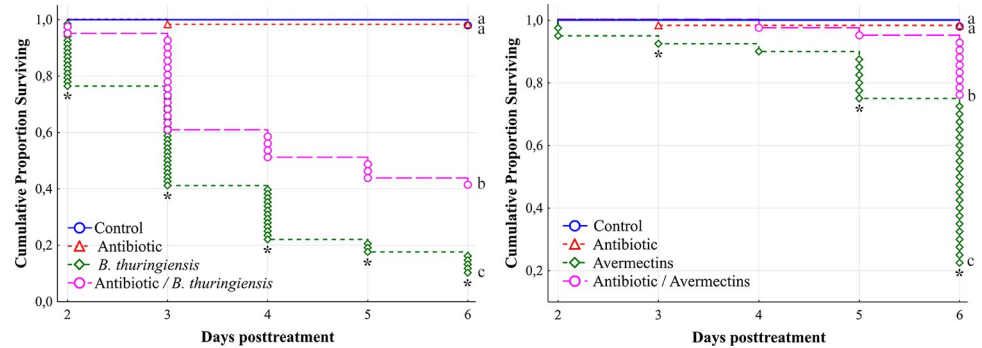 Cumulative Proportion Surviving
1,0
0,8
0,6
0,4
0,2
0,0
a
a
b
c
*
*
*
*
*
Control
Antibiotic
B. thuringiensis
Antibiotic / B. thuringiensis
2
3
4
5
6
Days posttreatment
Cumulative Proportion Surviving
1,0
0,8
0,6
0,4
0,2
a
a
b
c
*
*
*
Control
Antibiotic
Avermectins
Antibiotic / Avermectins
2
3
4
5
6
Days posttreatment